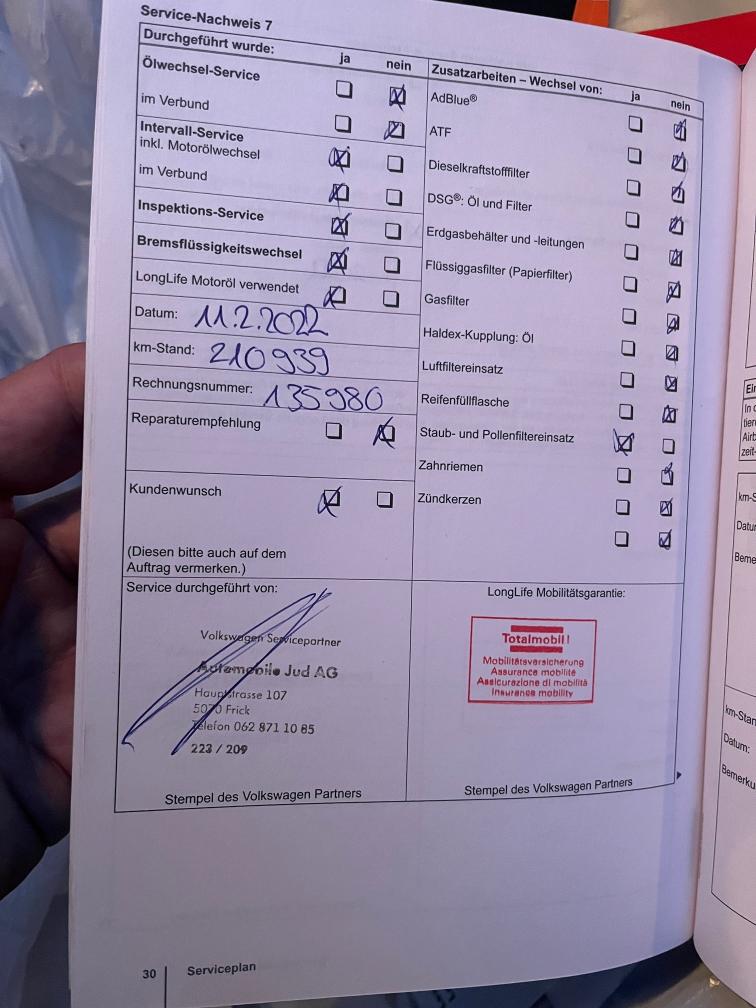 Service-Nachweis 7
Durchgeführt wurde: ja nein
Ölwechsel-Service
im Verbund
Intervall-Service
inkl. Motorölwechsel
im Verbund
Inspektions-Service
Bremsflüssigkeitswechsel
LongLife Motoröl verwendet
Datum: 11.2.2022
km-Stand: 210939
Rechnungsnummer: 135980
Reparaturempfehlung
Kundenwunsch
(Diesen bitte auch auf dem
Auftrag vermerken.)
Zusatzarbeiten – Wechsel von: ja nein
AdBlue®
ATF
Dieselkraftstofffilter
DSG®: Öl und Filter
Erdgasbehälter und -leitungen
Flüssiggasfilter (Papierfilter)
Gasfilter
Haldex-Kupplung: Öl
Luftfiltereinsatz
Reifenfüllflasche
Staub- und Pollenfiltereinsatz
Zahnriemen
Zündkerzen
Service durchgeführt von:
Volkswagen Servicepartner
Automobile Jud AG
Hauptstrasse 107
5070 Frick
Telefon 062 871 10 65
223 / 209
Stempel des Volkswagen Partners
LongLife Mobilitätsgarantie:
Totalmobil!
Mobilitätsversicherung
Assurance mobilité
Assicurazione di mobilità
Insurance mobility
Stempel des Volkswagen Partners
30 Serviceplan
km-Stan
Datum:
Bemerku